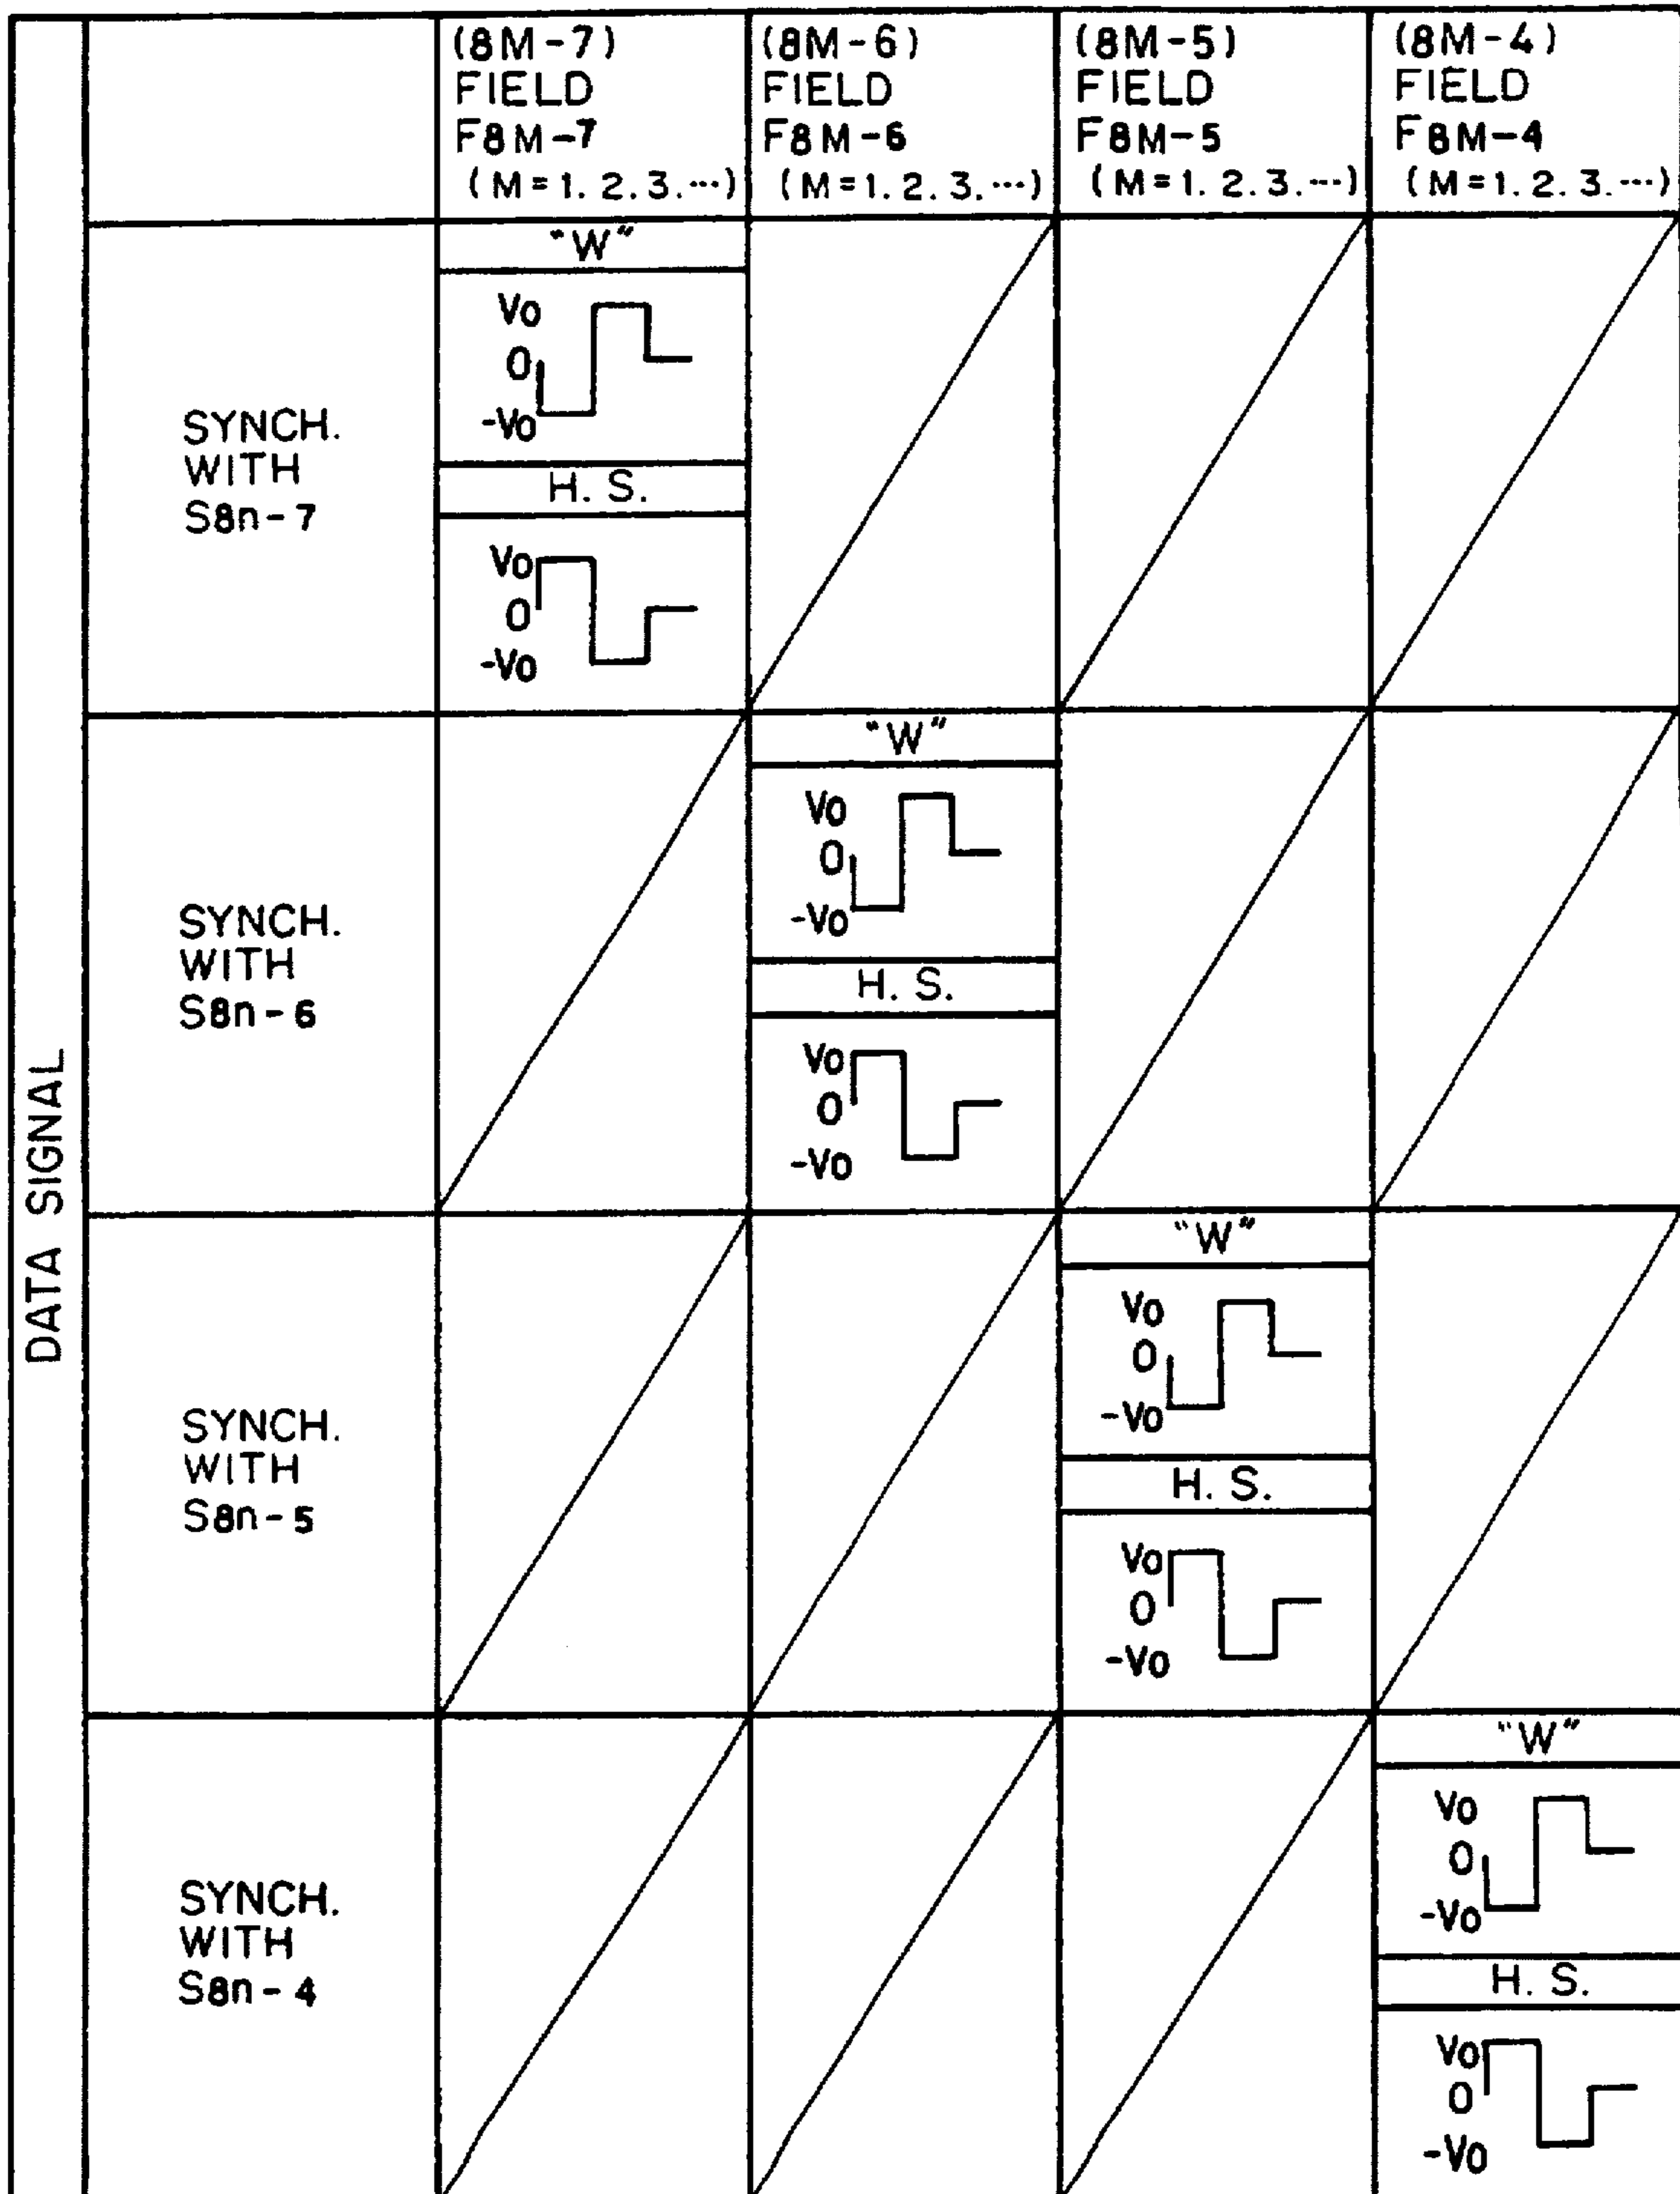 (8M-7)
FIELD
F8M-7
(M=1.2.3.…)
(8M-6)
FIELD
F8M-6
(M=1.2.3.…)
(8M-5)
FIELD
F8M-5
(M=1.2.3.…)
(8M-4)
FIELD
F8M-4
(M=1.2.3.…)
DATA SIGNAL
SYNCH.
WITH
S8n-7
"W"
Vo
0
-Vo
H. S.
Vo
0
-Vo
SYNCH.
WITH
S8n-6
"W"
Vo
0
-Vo
H. S.
Vo
0
-Vo
SYNCH.
WITH
S8n-5
"W"
Vo
0
-Vo
H. S.
Vo
0
-Vo
SYNCH.
WITH
S8n-4
"W"
Vo
0
-Vo
H. S.
Vo
0
-Vo